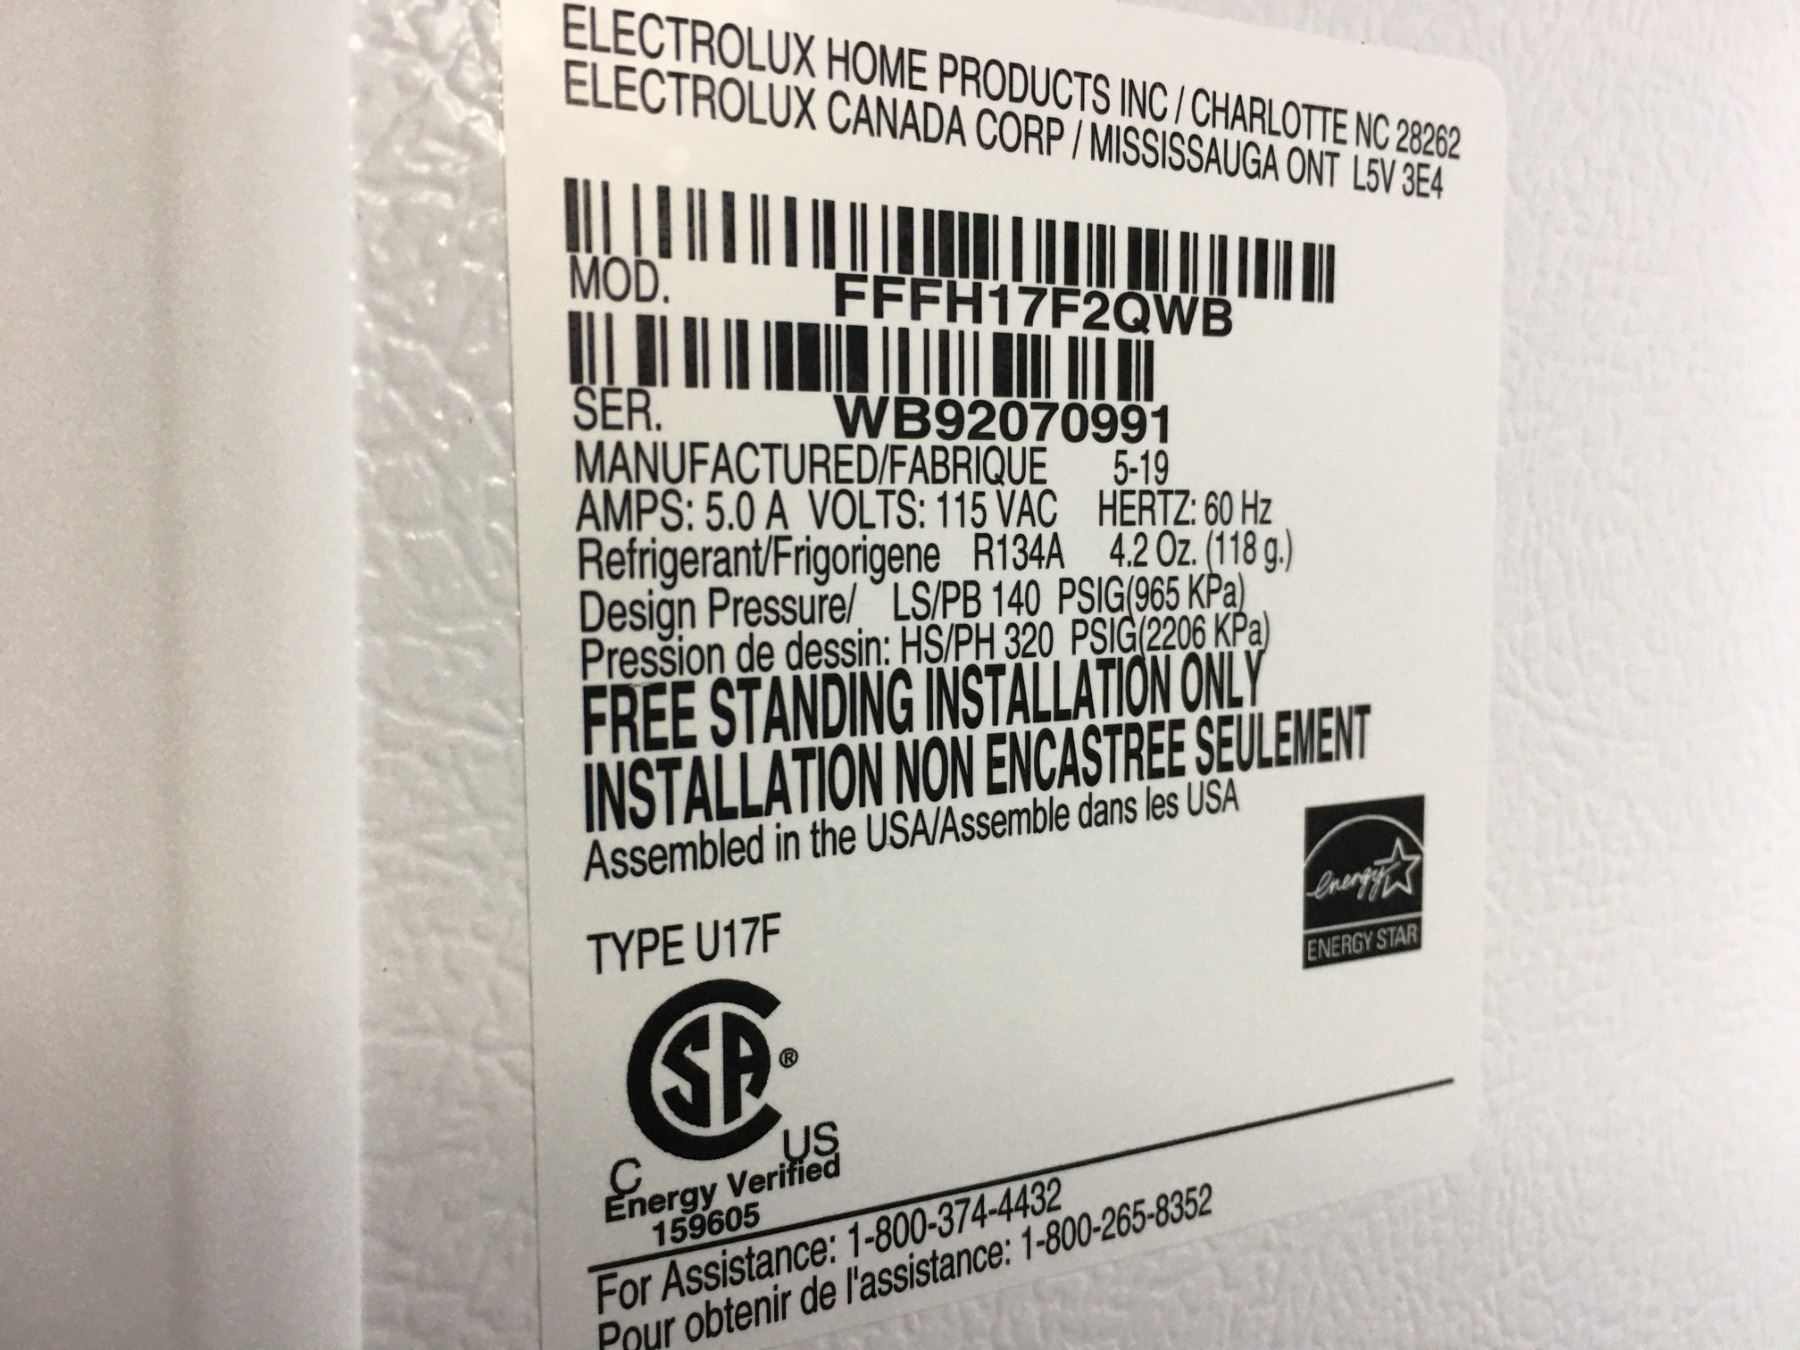 ELECTROLUX HOME PRODUCTS INC / CHARLOTTE NC 28262
ELECTROLUX CANADA CORP / MISSISSAUGA ONT L5V 3E4
MOD. FFFH17F2QWB
SER. WB92070991
MANUFACTURED/FABRIQUE 5-19
AMPS: 5.0 A VOLTS: 115 VAC HERTZ: 60 Hz
Refrigerant/Frigorigene R134A 4.2 Oz. (118 g.)
Design Pressure/ LS/PB 140 PSIG(965 KPa)
Pression de dessin: HS/PH 320 PSIG(2206 KPa)
FREE STANDING INSTALLATION ONLY
INSTALLATION NON ENCASTREE SEULEMENT
Assembled in the USA/Assemble dans les USA
energy
ENERGY STAR
TYPE U17F
SA ®
C US
Energy Verified
159605
For Assistance: 1-800-374-4432
Pour obtenir de l'assistance: 1-800-265-8352